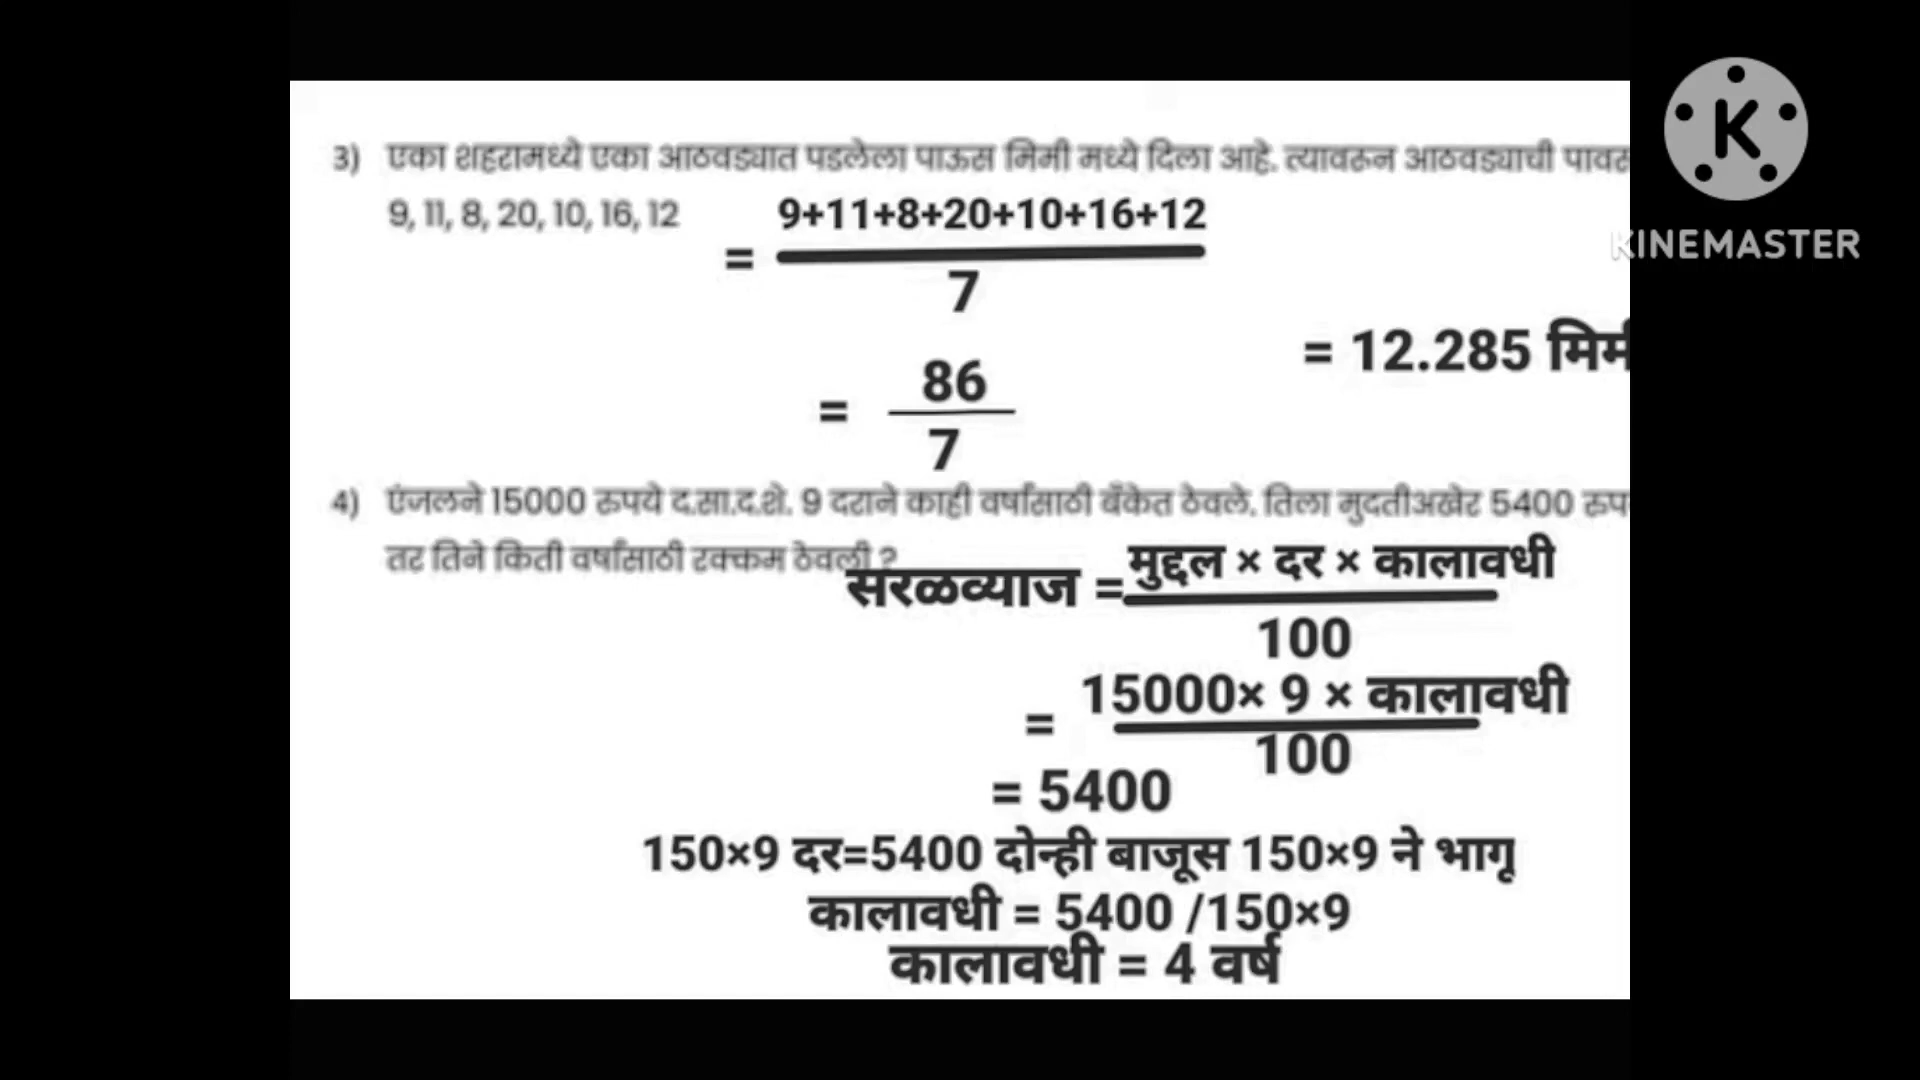 3) एका शहरामध्ये एका आठवड्यात पडलेला पाऊस मिमी मध्ये दिला आहे. त्यावरून आठवड्याची
9, 11, 8, 20, 10, 16, 12
9+11+8+20+10+16+12
=
7
= 12.285 मिमी
86
=
7
4) एंजलने 15000 रुपये द.सा.द.शे. 9 दराने काही वर्षासाठी बँकेत ठेवले. तिला मुदतीअखेर 5400
तर तिने किती वर्षासाठी रक्कम ठेवली ?
सरळव्याज = मुद्दल × दर × कालावधी
100
= 15000× 9 × कालावधी
100
= 5400
150×9 दर=5400 दोन्ही बाजूस 150×9 ने भागू
कालावधी = 5400 /150×9
कालावधी = 4 वर्ष
K
KINEMASTER